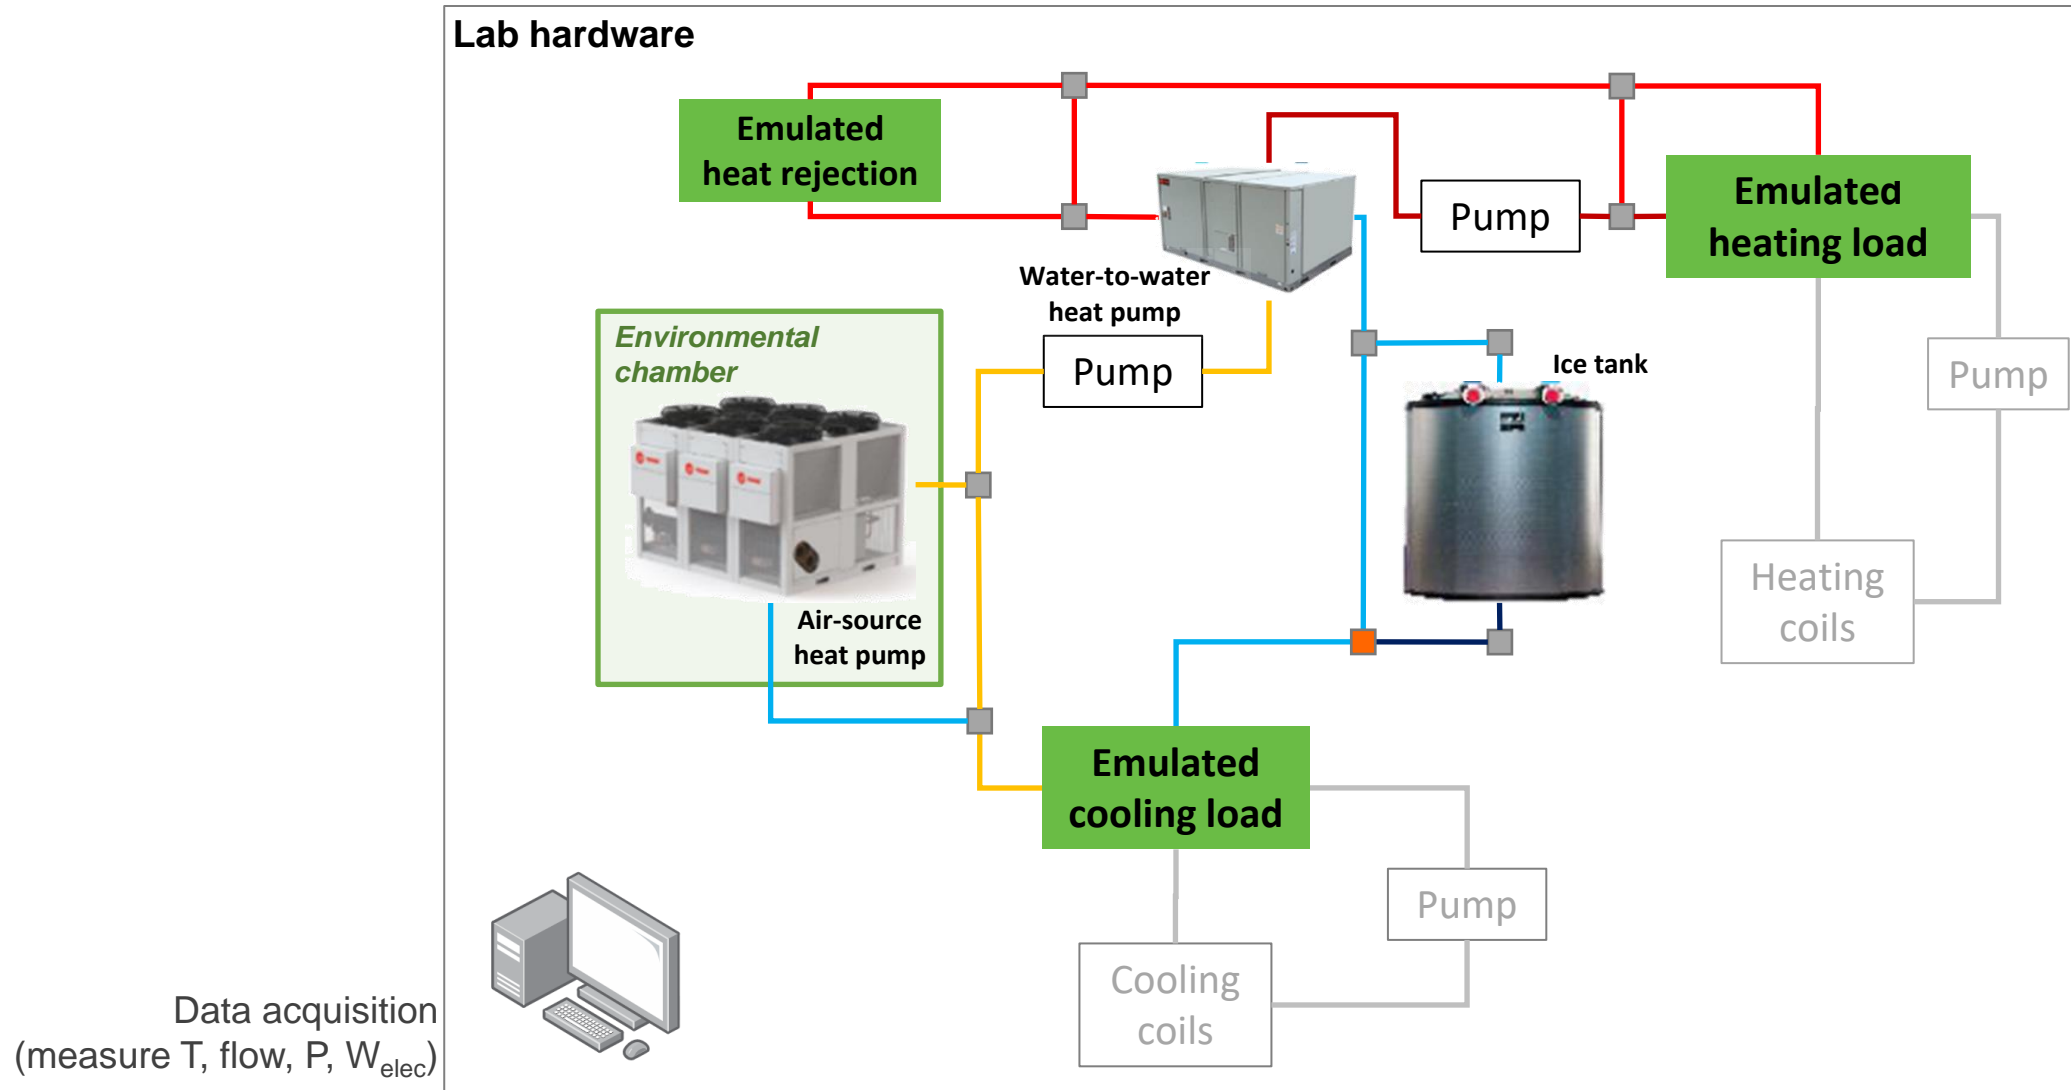 Lab hardware
Emulated
heat rejection
Pump
Emulated
heating load
Water-to-water
heat pump
Environmental
chamber
Pump
Ice tank
Pump
Air-source
heat pump
Heating
coils
Emulated
cooling load
Pump
Cooling
coils
Data acquisition
(measure T, flow, P, Welec)